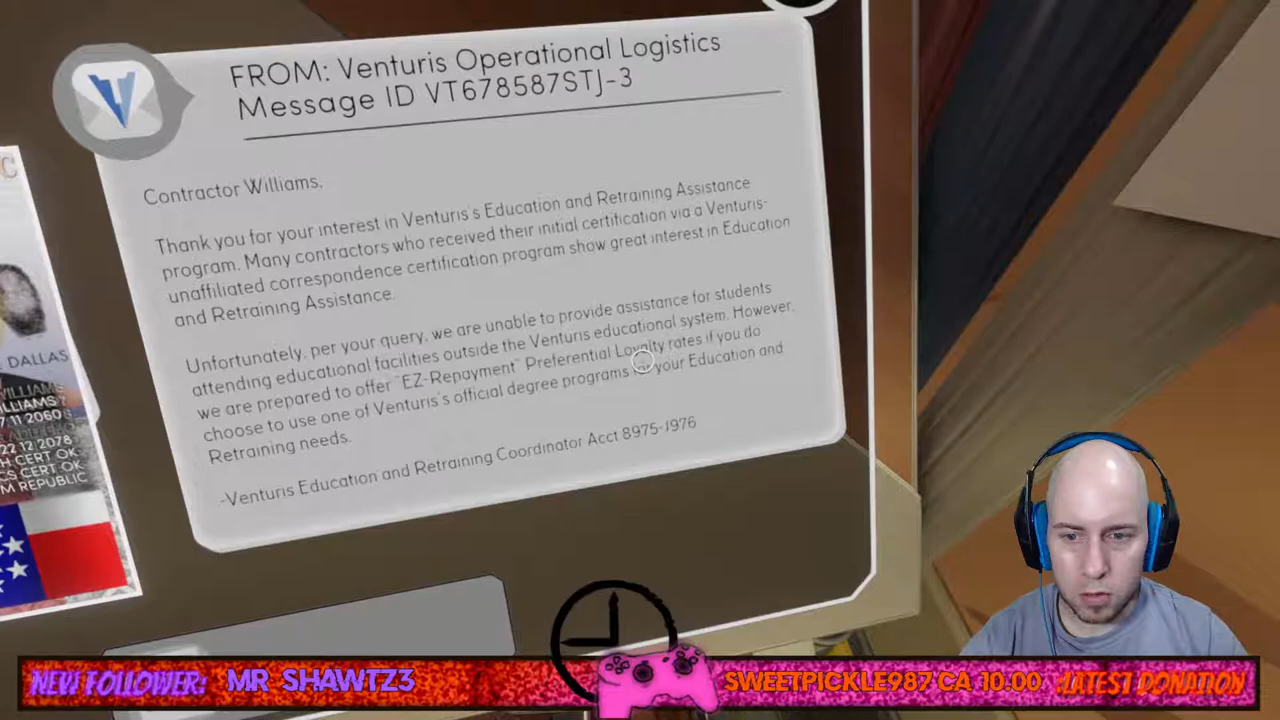 FROM: Venturis Operational Logistics
Message ID VT678587STJ-3
Contractor Williams,
Thank you for your interest in Venturis's Education and Retraining Assistance
program. Many contractors who received their initial certification via a Venturis-
unaffiliated correspondence certification program show great interest in Education
and Retraining Assistance.
Unfortunately, per your query, we are unable to provide assistance for students
attending educational facilities outside the Venturis educational system. However,
we are prepared to offer "EZ-Repayment" Preferential Loyalty rates if you do
choose to use one of Venturis's official degree programs for your Education and
Retraining needs.
-Venturis Education and Retraining Coordinator Acct 8975-J976
C
DALLAS
WILLIAMS
11 2060
22 12 2078
CERT OK
CS CERT OK
M REPUBLIC
NEW FOLLOWER: MR SHAWTZ3
SWEETPICKLE987 CA 10.00 :LATEST DONATION